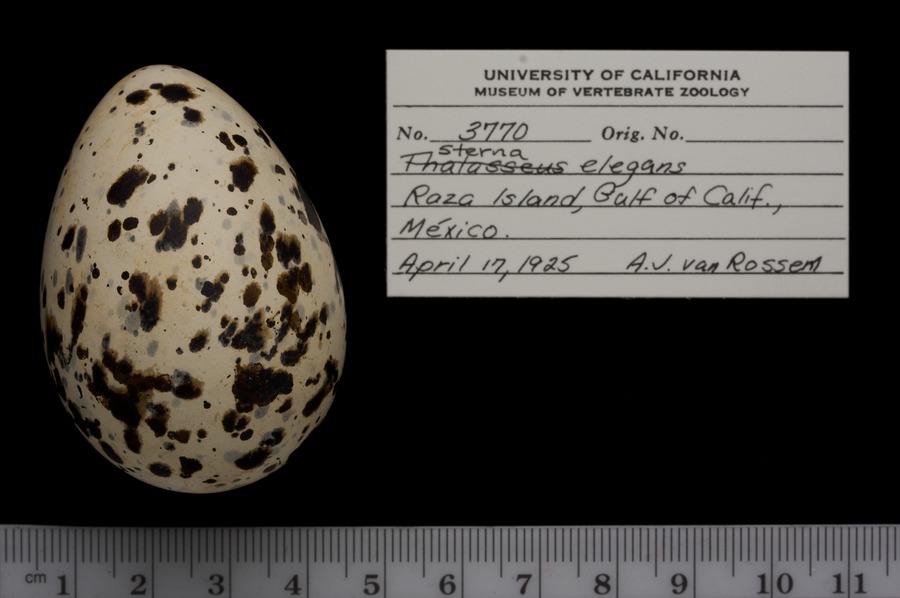 UNIVERSITY OF CALIFORNIA
MUSEUM OF VERTEBRATE ZOOLOGY
No. 3770 Orig. No.
Sterna
Thalasseus elegans
Raza Island, Gulf of Calif.,
México.
April 17, 1925 A.J. van Rossem
cm 1 2 3 4 5 6 7 8 9 10 11